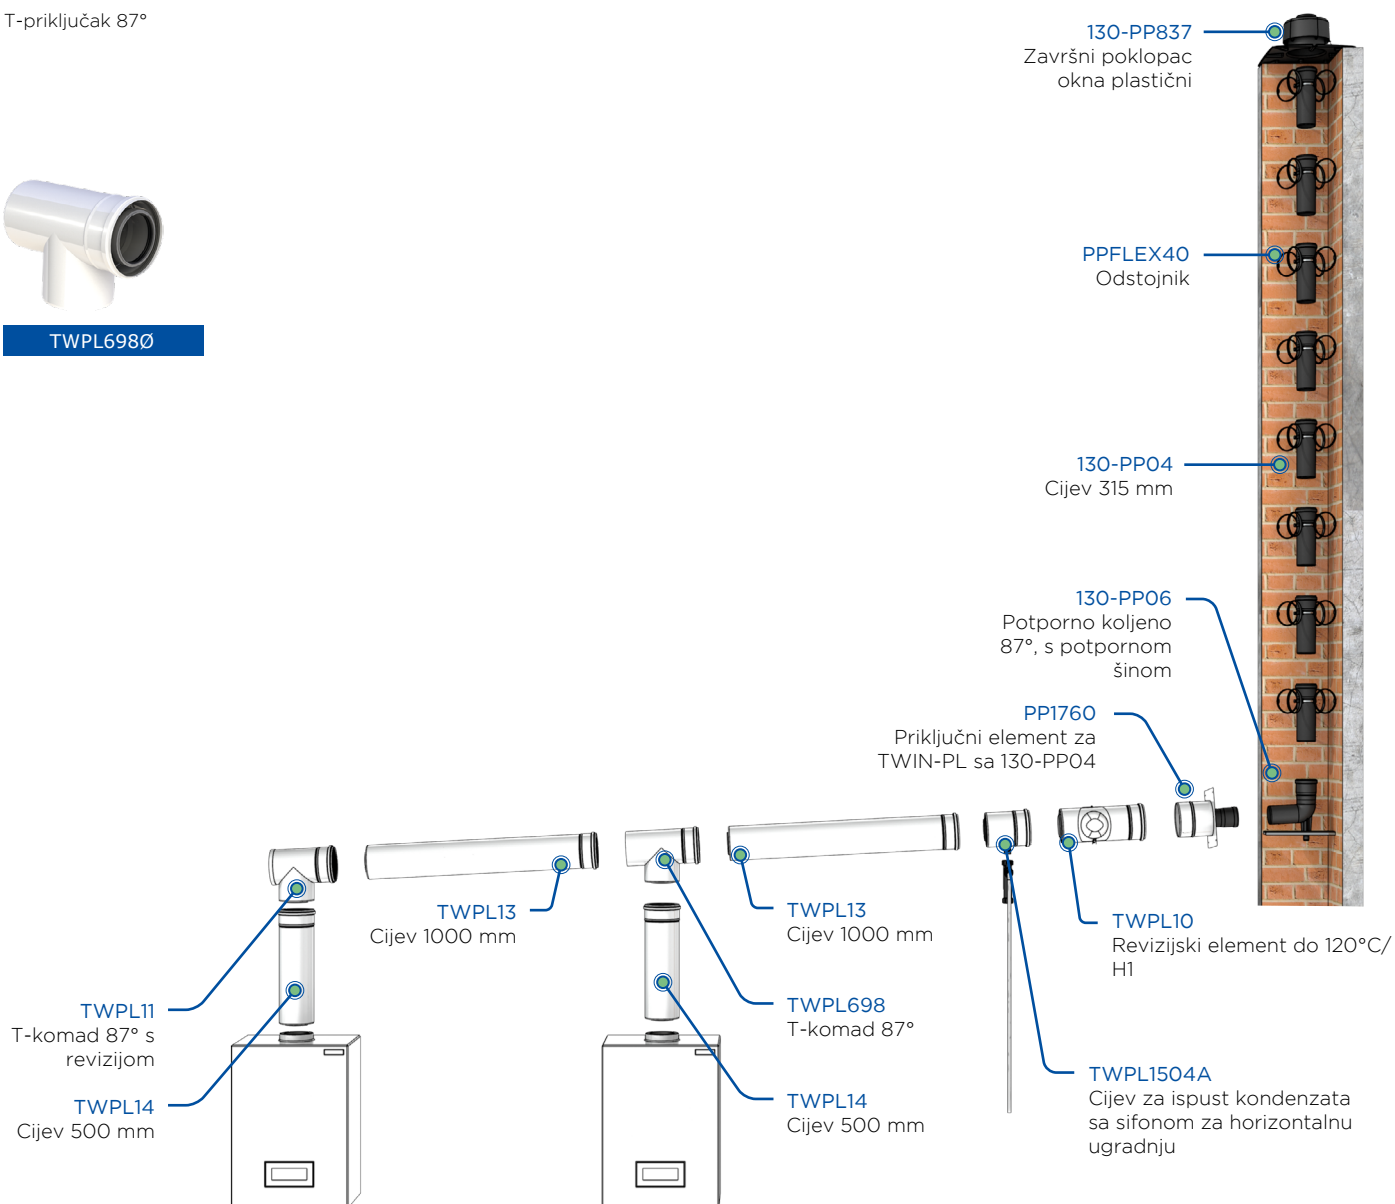 T-priključak 87°
TWPL698Ø
130-PP837
Završni poklopac
okna plastični
PPFLEX40
Odstojnik
130-PP04
Cijev 315 mm
130-PP06
Potporno koljeno
87°, s potpornom
šinom
PP1760
Priključni element za
TWIN-PL sa 130-PP04
TWPL13
Cijev 1000 mm
TWPL13
Cijev 1000 mm
TWPL10
Revizijski element do 120°C/
H1
TWPL11
T-komad 87° s
revizijom
TWPL698
T-komad 87°
TWPL14
Cijev 500 mm
TWPL14
Cijev 500 mm
TWPL1504A
Cijev za ispust kondenzata
sa sifonom za horizontalnu
ugradnju